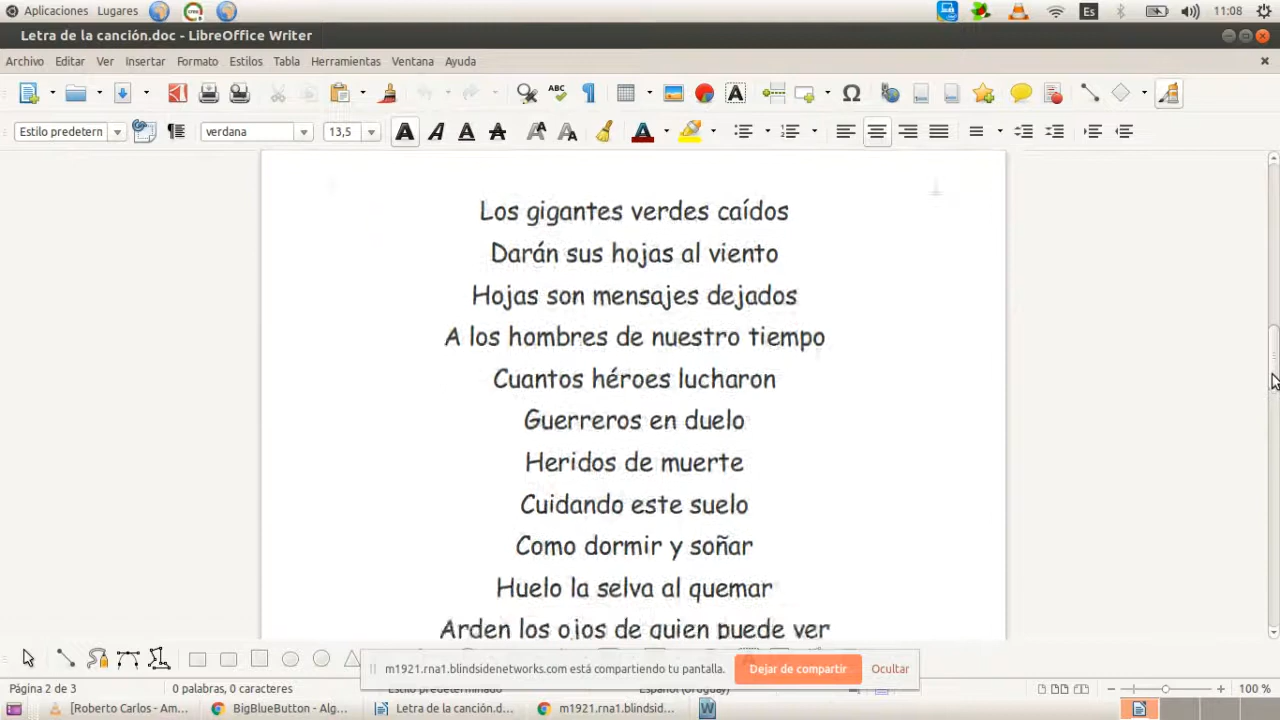 Aplicaciones Lugares Es 11:08
Letra de la canción.doc - LibreOffice Writer
Archivo Editar Ver Insertar Formato Estilos Tabla Herramientas Ventana Ayuda
Estilo predetern verdana 13,5
Los gigantes verdes caídos
Darán sus hojas al viento
Hojas son mensajes dejados
A los hombres de nuestro tiempo
Cuantos héroes lucharon
Guerreros en duelo
Heridos de muerte
Cuidando este suelo
Como dormir y soñar
Huelo la selva al quemar
Arden los ojos de quien puede ver
m1921.rna1.blindsidenetworks.com está compartiendo tu pantalla. Dejar de compartir Ocultar
Página 2 de 3 0 palabras, 0 caracteres Estilo predeterminado Español (Uruguay) 100 %
[Roberto Carlos - Am... BigBlueButton - Alg... Letra de la canción.d... m1921.rna1.blindsid...